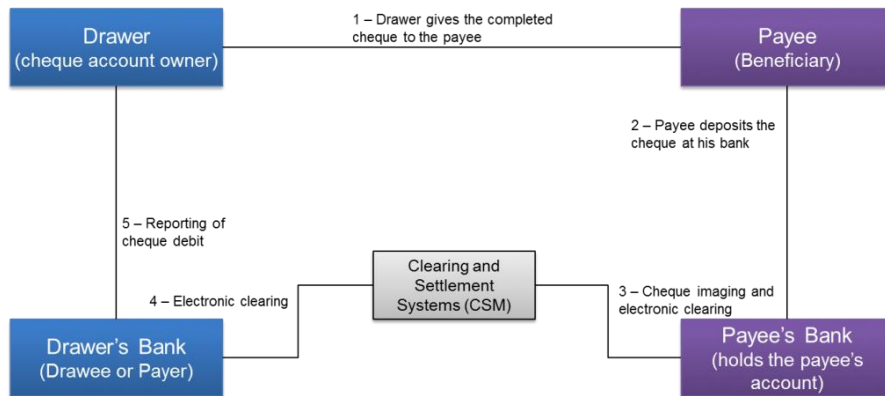 Drawer
(cheque account owner)
1 – Drawer gives the completed
cheque to the payee
Payee
(Beneficiary)
2 – Payee deposits the
cheque at his bank
5 – Reporting of
cheque debit
Clearing and
Settlement
Systems (CSM)
4 – Electronic clearing
3 – Cheque imaging and
electronic clearing
Drawer's Bank
(Drawee or Payer)
Payee's Bank
(holds the payee's
account)